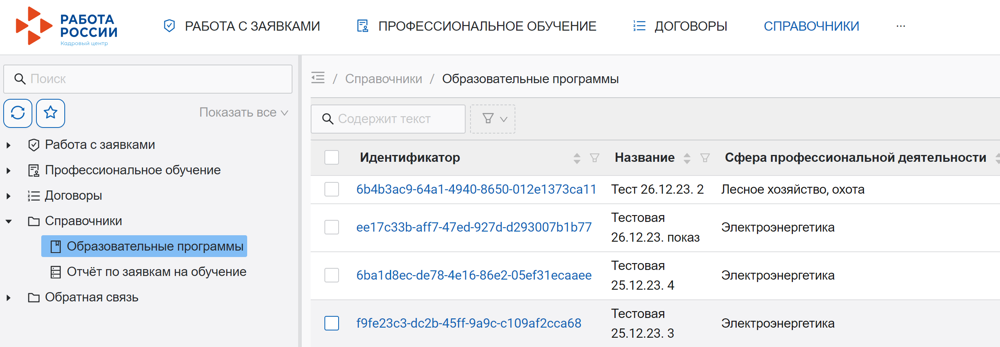 РАБОТА
РОССИИ
Кадровый центр
РАБОТА С ЗАЯВКАМИ
ПРОФЕССИОНАЛЬНОЕ ОБУЧЕНИЕ
ДОГОВОРЫ
СПРАВОЧНИКИ
...
Поиск
Показать все
Работа с заявками
Профессиональное обучение
Договоры
Справочники
Образовательные программы
Отчёт по заявкам на обучение
Обратная связь
/ Справочники / Образовательные программы
Содержит текст
Идентификатор Название Сфера профессиональной деятельности
6b4b3ac9-64a1-4940-8650-012e1373ca11 Тест 26.12.23. 2 Лесное хозяйство, охота
ee17c33b-aff7-47ed-927d-d293007b1b77 Тестовая
26.12.23. показ
Электроэнергетика
6ba1d8ec-de78-4e16-86e2-05ef31ecaaee Тестовая
25.12.23. 4
Электроэнергетика
f9fe23c3-dc2b-45ff-9a9c-c109af2cca68 Тестовая
25.12.23. 3
Электроэнергетика